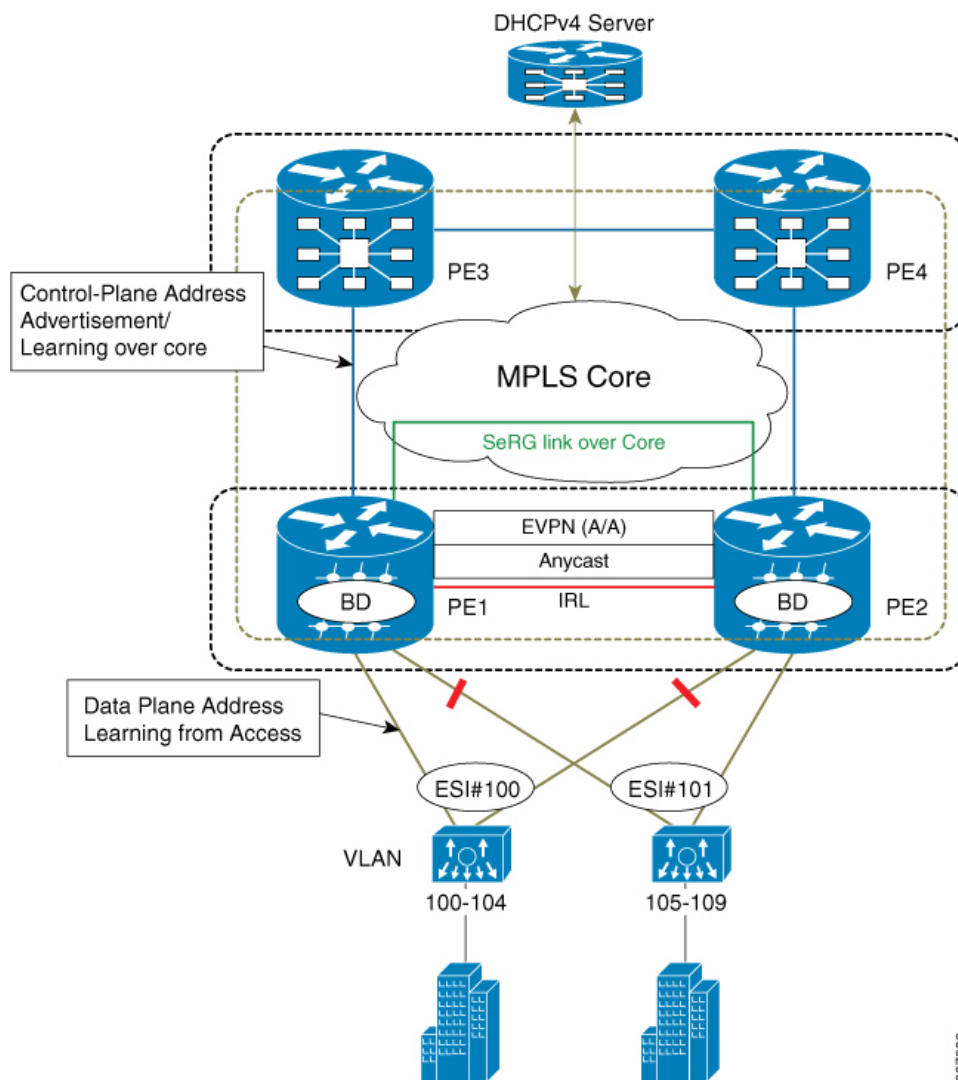 DHCPv4 Server
PE3
PE4
Control-Plane Address
Advertisement/
Learning over core
MPLS Core
SeRG link over Core
EVPN (A/A)
Anycast
IRL
BD
PE1
BD
PE2
Data Plane Address
Learning from Access
ESI#100
ESI#101
VLAN
100-104
105-109